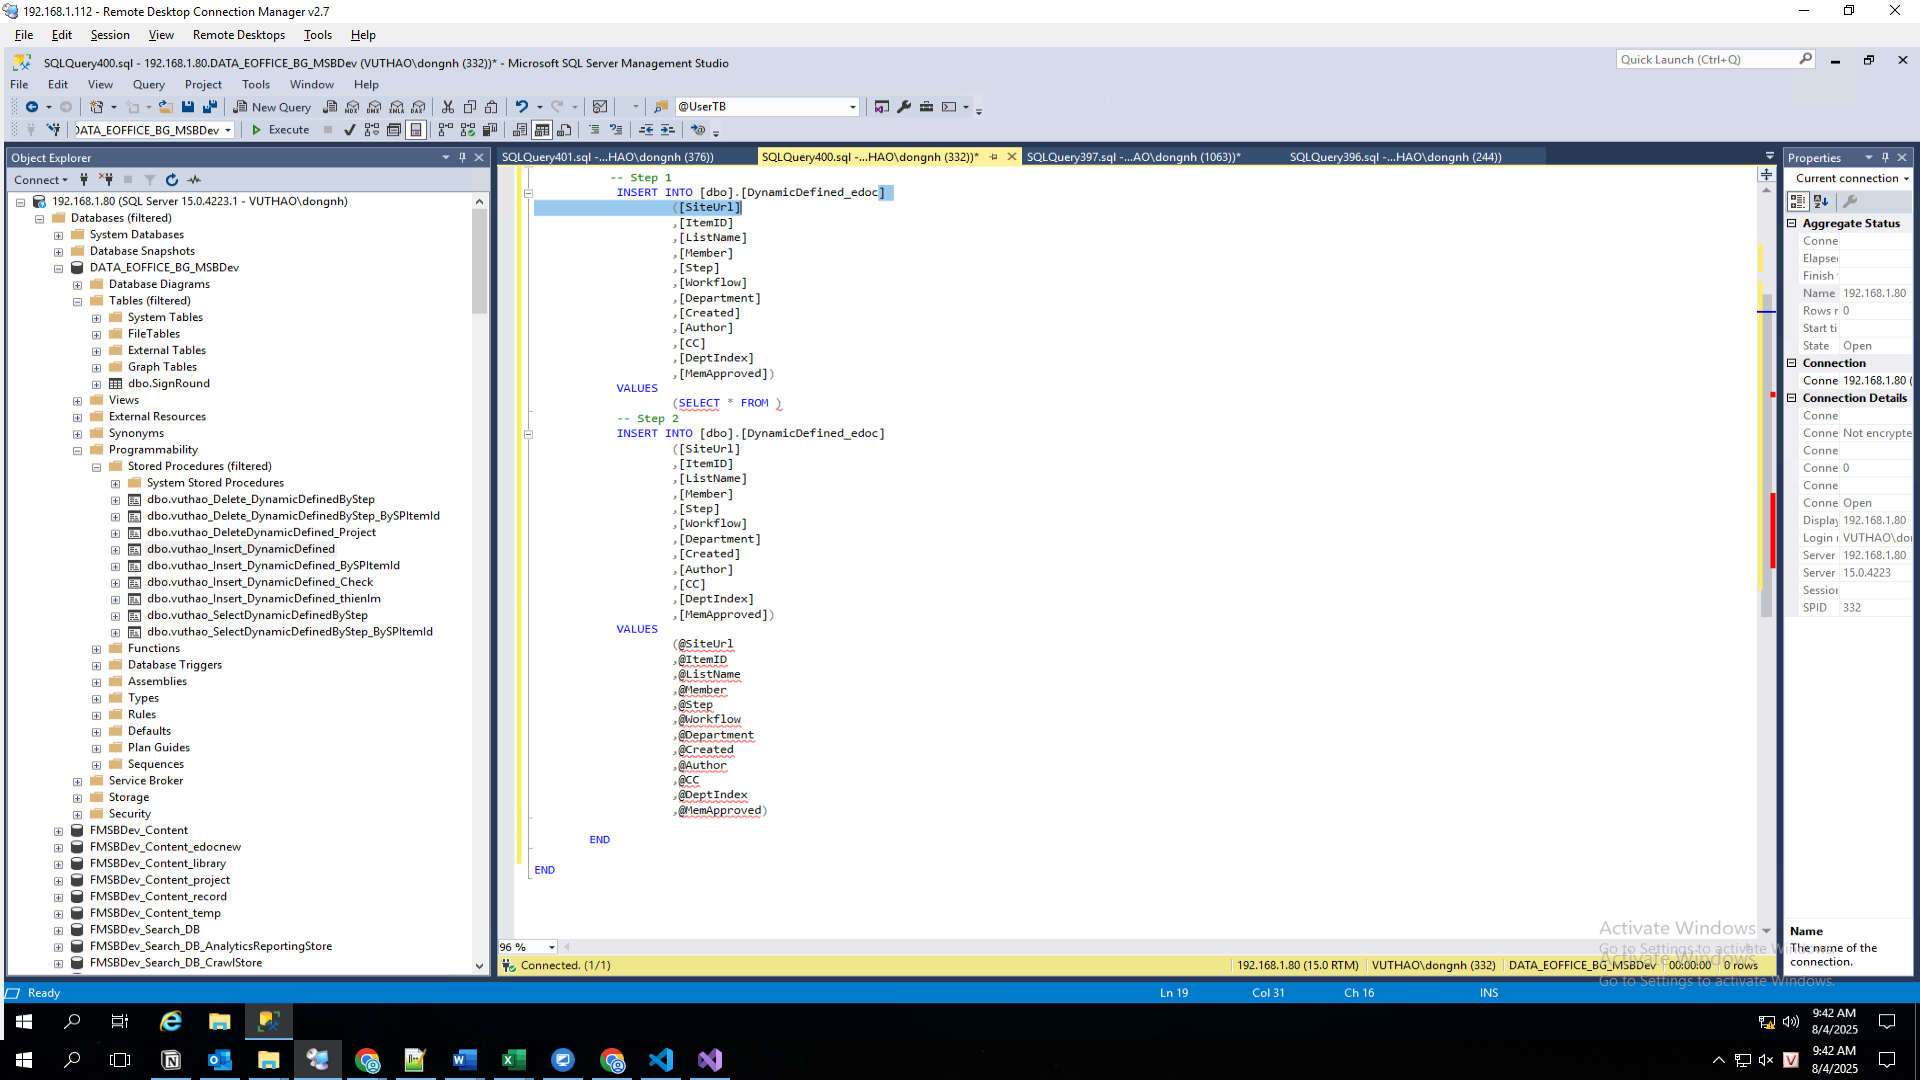 192.168.1.112 - Remote Desktop Connection Manager v2.7
File Edit Session View Remote Desktops Tools Help
SQLQuery400.sql - 192.168.1.80.DATA_EOFFICE_BG_MSBDev (VUTHAO\dongnh (332))* - Microsoft SQL Server Management Studio
Quick Launch (Ctrl+Q)
File Edit View Query Project Tools Window Help
New Query
@UserTB
DATA_EOFFICE_BG_MSBDev
Execute
Object Explorer
Connect
192.168.1.80 (SQL Server 15.0.4223.1 - VUTHAO\dongnh)
Databases (filtered)
System Databases
Database Snapshots
DATA_EOFFICE_BG_MSBDev
Database Diagrams
Tables (filtered)
System Tables
FileTables
External Tables
Graph Tables
dbo.SignRound
Views
External Resources
Synonyms
Programmability
Stored Procedures (filtered)
System Stored Procedures
dbo.vuthao_Delete_DynamicDefinedByStep
dbo.vuthao_Delete_DynamicDefinedByStep_BySPItemId
dbo.vuthao_DeleteDynamicDefined_Project
dbo.vuthao_Insert_DynamicDefined
dbo.vuthao_Insert_DynamicDefined_BySPItemId
dbo.vuthao_Insert_DynamicDefined_Check
dbo.vuthao_Insert_DynamicDefined_thienlm
dbo.vuthao_SelectDynamicDefinedByStep
dbo.vuthao_SelectDynamicDefinedByStep_BySPItemId
Functions
Database Triggers
Assemblies
Types
Rules
Defaults
Plan Guides
Sequences
Service Broker
Storage
Security
FMSBDev_Content
FMSBDev_Content_edocnew
FMSBDev_Content_library
FMSBDev_Content_project
FMSBDev_Content_record
FMSBDev_Content_temp
FMSBDev_Search_DB
FMSBDev_Search_DB_AnalyticsReportingStore
FMSBDev_Search_DB_CrawlStore
SQLQuery401.sql -...HAO\dongnh (376)) SQLQuery400.sql -...HAO\dongnh (332))* SQLQuery397.sql -...AO\dongnh (1063))* SQLQuery396.sql -...HAO\dongnh (244))
-- Step 1
INSERT INTO [dbo].[DynamicDefined_edoc]
([SiteUrl]
,[ItemID]
,[ListName]
,[Member]
,[Step]
,[Workflow]
,[Department]
,[Created]
,[Author]
,[CC]
,[DeptIndex]
,[MemApproved])
VALUES
(SELECT * FROM )
-- Step 2
INSERT INTO [dbo].[DynamicDefined_edoc]
([SiteUrl]
,[ItemID]
,[ListName]
,[Member]
,[Step]
,[Workflow]
,[Department]
,[Created]
,[Author]
,[CC]
,[DeptIndex]
,[MemApproved])
VALUES
(@SiteUrl
,@ItemID
,@ListName
,@Member
,@Step
,@Workflow
,@Department
,@Created
,@Author
,@CC
,@DeptIndex
,@MemApproved)
END
END
96 %
Connected. (1/1)
192.168.1.80 (15.0 RTM) VUTHAO\dongnh (332) DATA_EOFFICE_BG_MSBDev 00:00:00 0 rows
Properties
Current connection
Aggregate Status
Conne
Elapse
Finish
Name 192.168.1.80
Rows r 0
Start ti
State Open
Connection
Conne 192.168.1.80 (
Connection Details
Conne
Conne Not encrypte
Conne
Conne 0
Conne
Conne Open
Display 192.168.1.80
Login VUTHAO\do
Server 192.168.1.80
Server 15.0.4223
Session
SPID 332
Name
The name of the connection.
Activate Windows
Go to Settings to activate Windows.
Activate Windows
Go to Settings to activate Windows.
Ready Ln 19 Col 31 Ch 16 INS
9:42 AM
8/4/2025
9:42 AM
8/4/2025